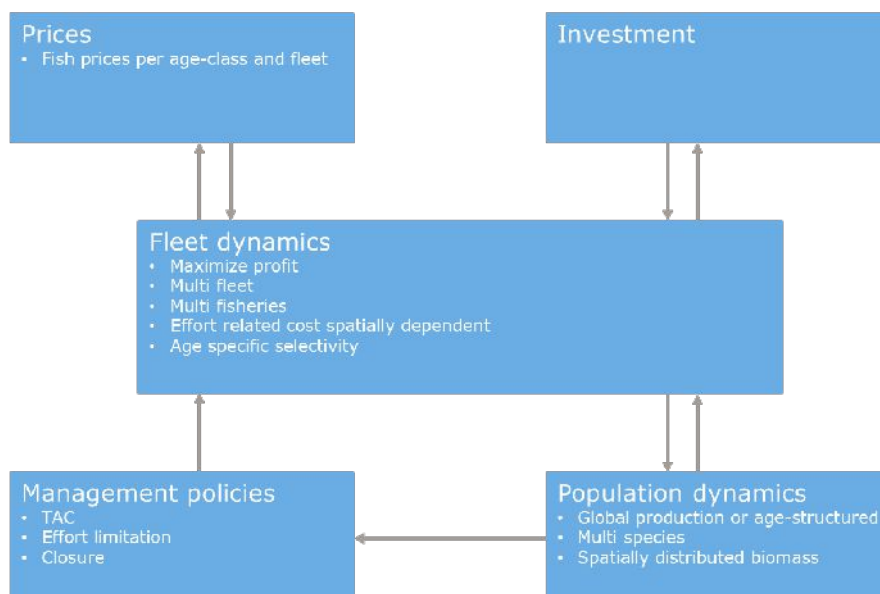 Prices
• Fish prices per age-class and fleet
Investment
Fleet dynamics
• Maximize profit
• Multi fleet
• Multi fisheries
• Effort related cost spatially dependent
• Age specific selectivity
Management policies
• TAC
• Effort limitation
• Closure
Population dynamics
• Global production or age-structured
• Multi species
• Spatially distributed biomass